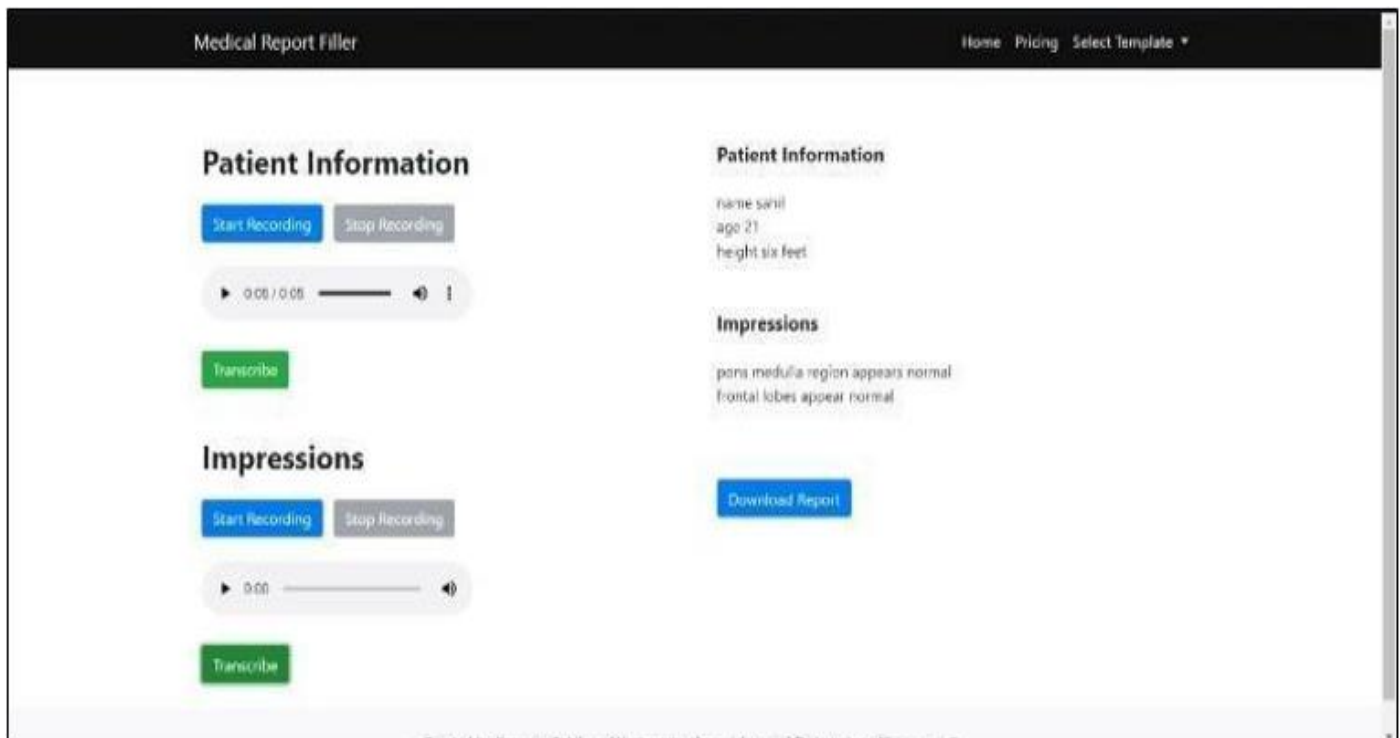 Medical Report Filler
Home Pricing Select Template
Patient Information
Start Recording Stop Recording
0:05 / 0:05
Transcribe
Impressions
Start Recording Stop Recording
0:00
Transcribe
Patient Information
name sahil
age 21
height six feet
Impressions
pons medulla region appears normal
frontal lobes appear normal
Download Report